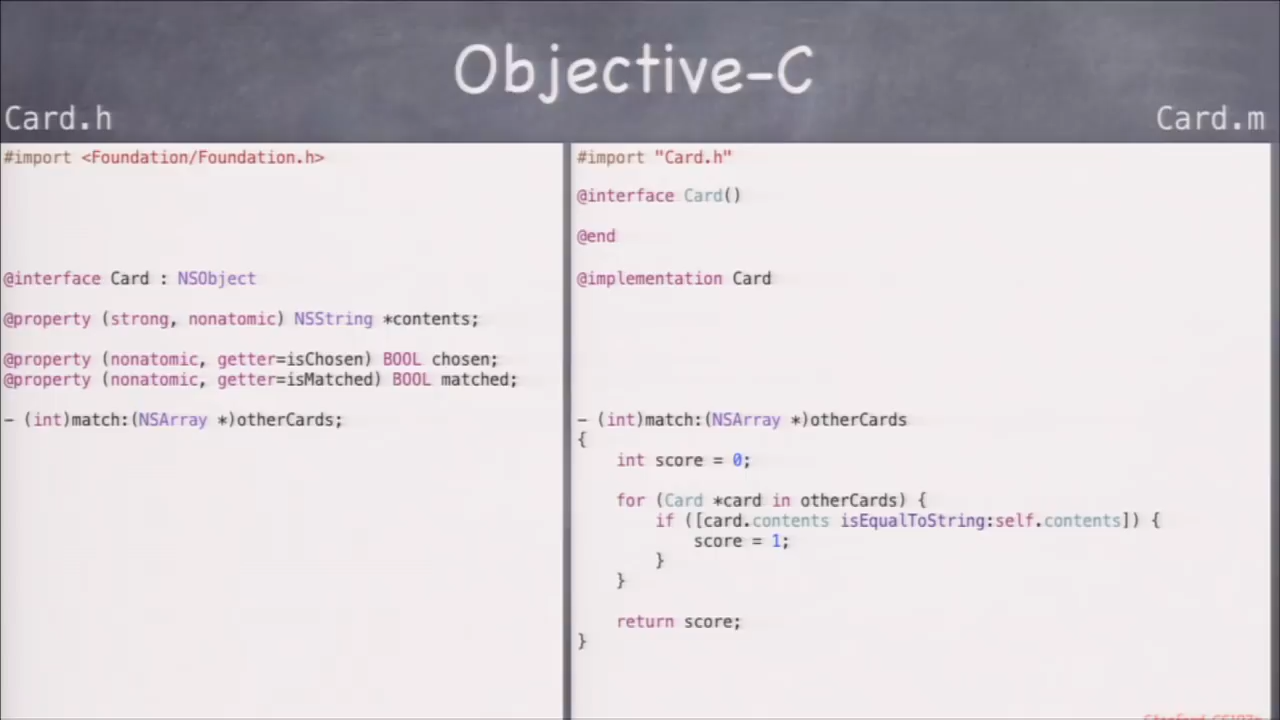 Objective-C
Card.h
Card.m
#import <Foundation/Foundation.h>
@interface Card : NSObject
@property (strong, nonatomic) NSString *contents;
@property (nonatomic, getter=isChosen) BOOL chosen;
@property (nonatomic, getter=isMatched) BOOL matched;
- (int)match:(NSArray *)otherCards;
#import "Card.h"
@interface Card()
@end
@implementation Card
- (int)match:(NSArray *)otherCards
{
int score = 0;
for (Card *card in otherCards) {
if ([card.contents isEqualToString:self.contents]) {
score = 1;
}
}
return score;
}